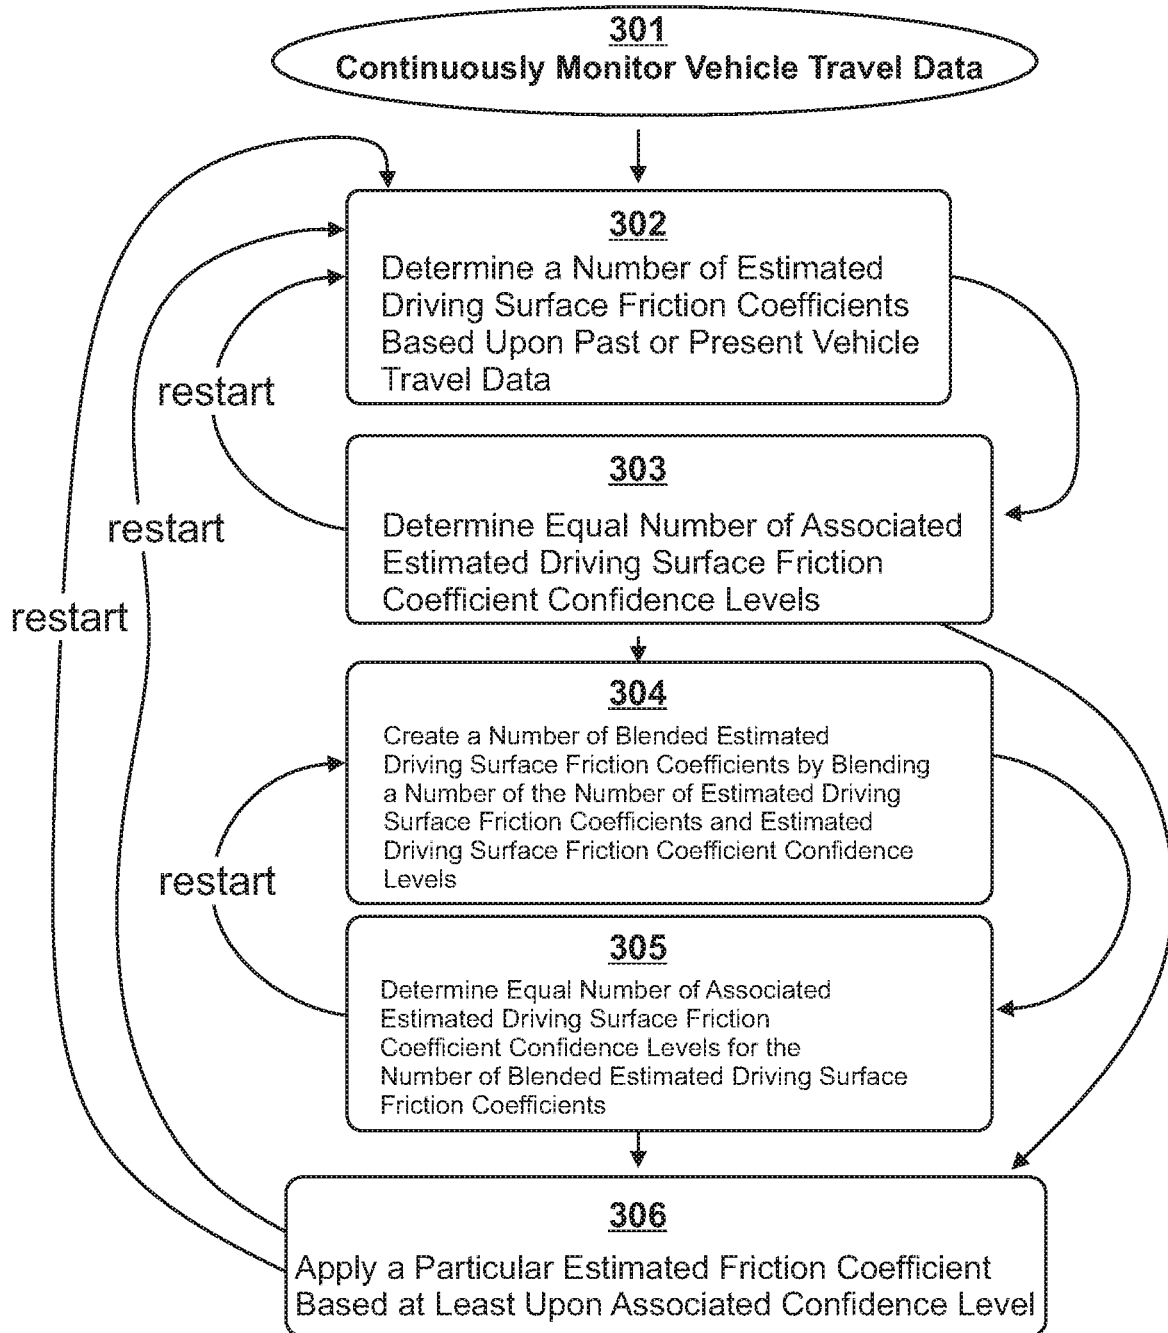 301
Continuously Monitor Vehicle Travel Data
302
Determine a Number of Estimated
Driving Surface Friction Coefficients
Based Upon Past or Present Vehicle
Travel Data
restart
303
Determine Equal Number of Associated
Estimated Driving Surface Friction
Coefficient Confidence Levels
restart
restart
304
Create a Number of Blended Estimated
Driving Surface Friction Coefficients by Blending
a Number of the Number of Estimated Driving
Surface Friction Coefficients and Estimated
Driving Surface Friction Coefficient Confidence
Levels
restart
305
Determine Equal Number of Associated
Estimated Driving Surface Friction
Coefficient Confidence Levels for the
Number of Blended Estimated Driving Surface
Friction Coefficients
306
Apply a Particular Estimated Friction Coefficient
Based at Least Upon Associated Confidence Level